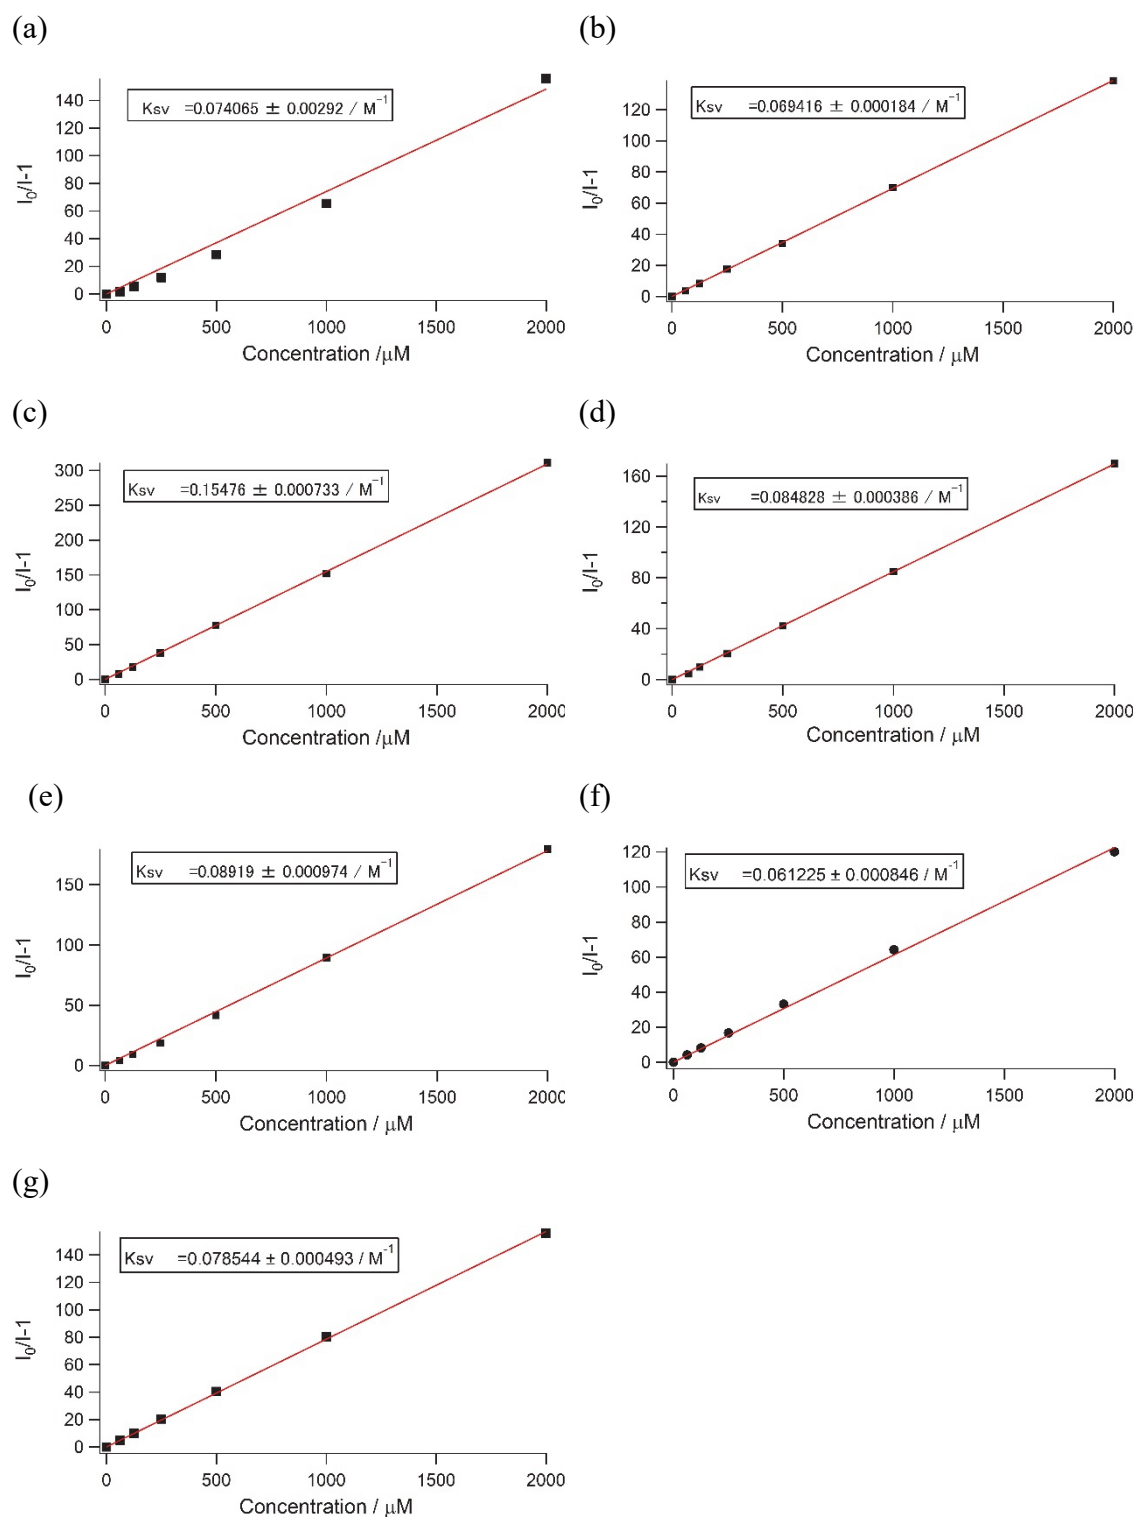 (a)
Ksv =0.074065 ± 0.00292 / M⁻¹
I₀/I-1
140
120
100
80
60
40
20
0
0 500 1000 1500 2000
Concentration /μM
(b)
Ksv =0.069416 ± 0.000184 / M⁻¹
I₀/I-1
120
100
80
60
40
20
0
0 500 1000 1500 2000
Concentration / μM
(c)
Ksv =0.15476 ± 0.000733 / M⁻¹
I₀/I-1
300
250
200
150
100
50
0
0 500 1000 1500 2000
Concentration /μM
(d)
Ksv =0.084828 ± 0.000386 / M⁻¹
I₀/I-1
160
120
80
40
0
0 500 1000 1500 2000
Concentration / μM
(e)
Ksv =0.08919 ± 0.000974 / M⁻¹
I₀/I-1
150
100
50
0
0 500 1000 1500 2000
Concentration / μM
(f)
Ksv =0.061225 ± 0.000846 / M⁻¹
I₀/I-1
120
100
80
60
40
20
0
0 500 1000 1500 2000
Concentration / μM
(g)
Ksv =0.078544 ± 0.000493 / M⁻¹
I₀/I-1
140
120
100
80
60
40
20
0
0 500 1000 1500 2000
Concentration / μM